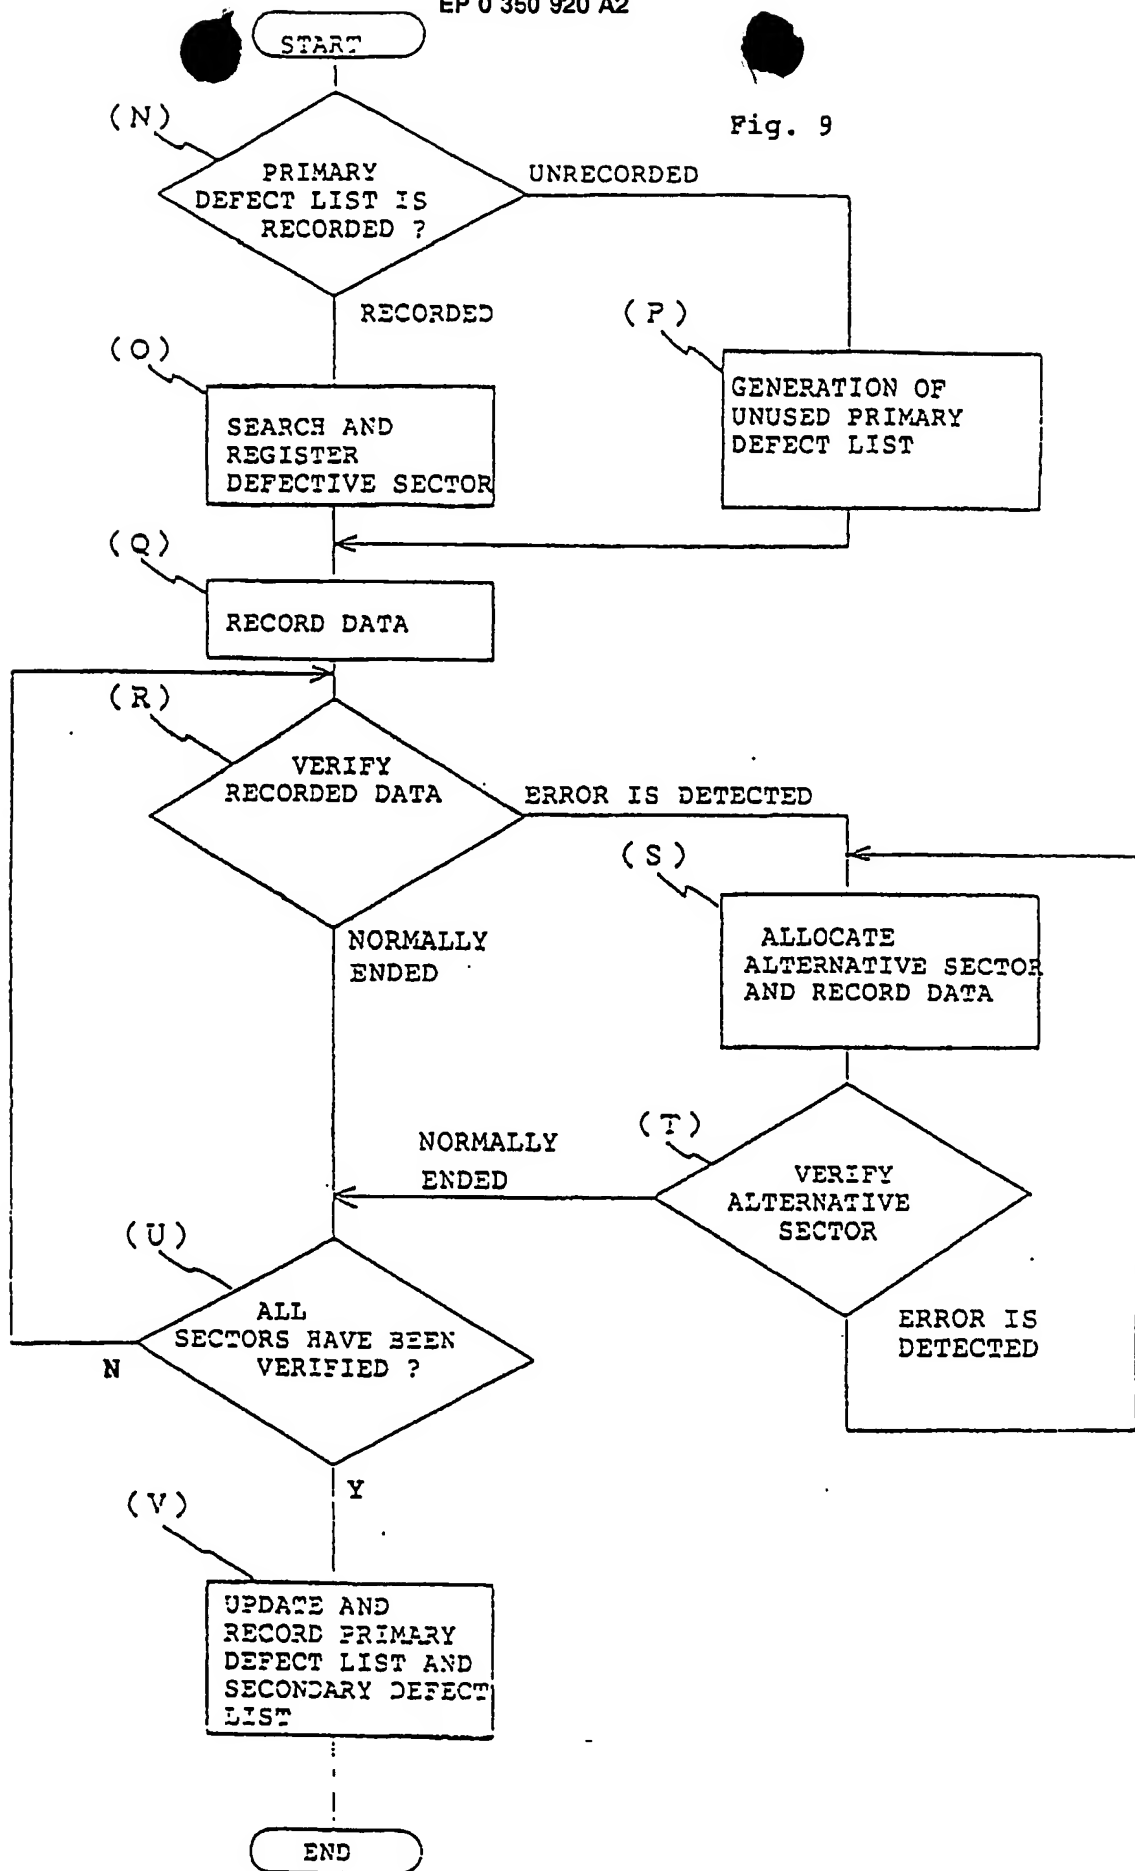 EP 0 350 920 A2
START
Fig. 9
(N)
PRIMARY
DEFECT LIST IS
RECORDED ?
UNRECORDED
RECORDED
(O)
SEARCH AND
REGISTER
DEFECTIVE SECTOR
(P)
GENERATION OF
UNUSED PRIMARY
DEFECT LIST
(Q)
RECORD DATA
(R)
VERIFY
RECORDED DATA
ERROR IS DETECTED
NORMALLY
ENDED
(S)
ALLOCATE
ALTERNATIVE SECTOR
AND RECORD DATA
(T)
VERIFY
ALTERNATIVE
SECTOR
NORMALLY
ENDED
ERROR IS
DETECTED
(U)
ALL
SECTORS HAVE BEEN
VERIFIED ?
N
Y
(V)
UPDATE AND
RECORD PRIMARY
DEFECT LIST AND
SECONDARY DEFECT
LIST
END